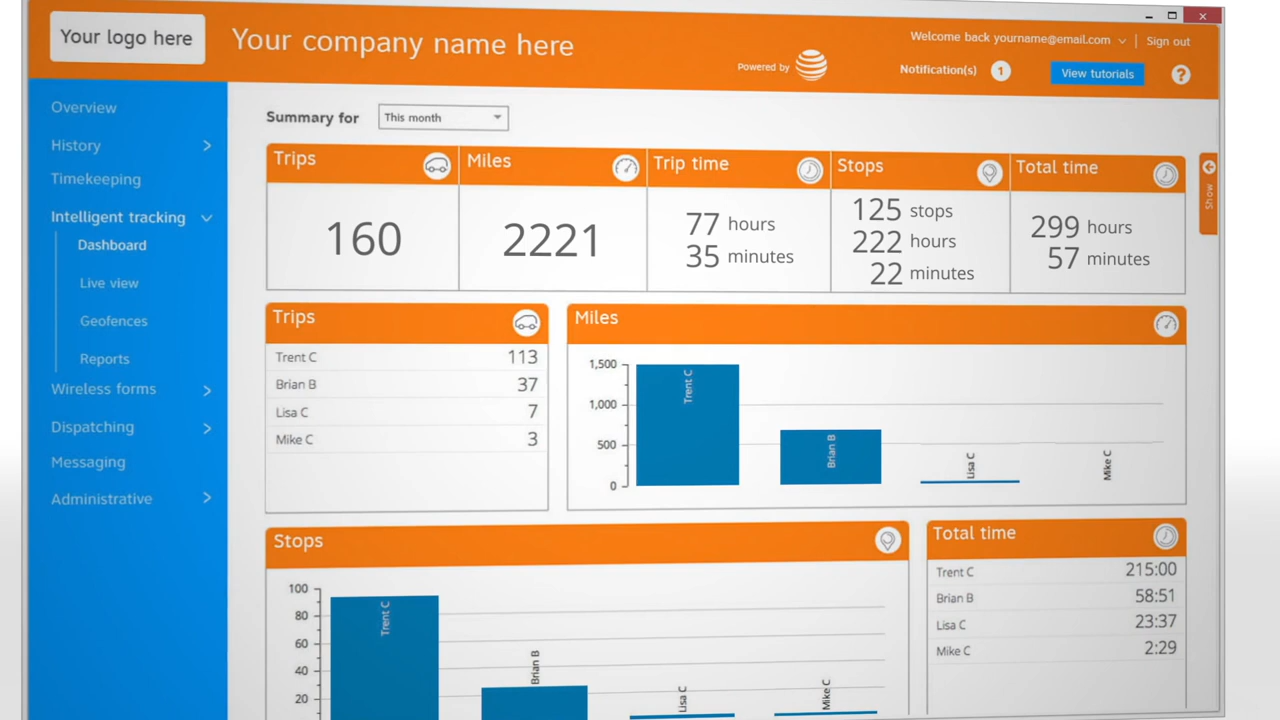 Your logo here
Your company name here
Powered by
Welcome back yourname@email.com | Sign out
Notification(s) 1
View tutorials
?
Overview
History
Timekeeping
Intelligent tracking
Dashboard
Live view
Geofences
Reports
Wireless forms
Dispatching
Messaging
Administrative
Summary for This month
Trips Miles Trip time Stops Total time
160
2221
77 hours
35 minutes
125 stops
222 hours
22 minutes
299 hours
57 minutes
Show
Trips
Trent C 113
Brian B 37
Lisa C 7
Mike C 3
Miles
1,500
1,000
500
0
Trent C
Brian B
Lisa C
Mike C
Stops
100
80
60
40
20
Trent C
Brian B
Lisa C
Mike C
Total time
Trent C 215:00
Brian B 58:51
Lisa C 23:37
Mike C 2:29